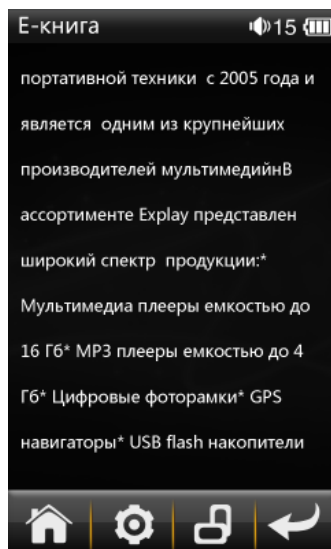 Е-книга 15
портативной техники с 2005 года и
является одним из крупнейших
производителей мультимедийнВ
ассортименте Explay представлен
широкий спектр продукции:*
Мультимедиа плееры емкостью до
16 Гб* MP3 плееры емкостью до 4
Гб* Цифровые фоторамки* GPS
навигаторы* USB flash накопители